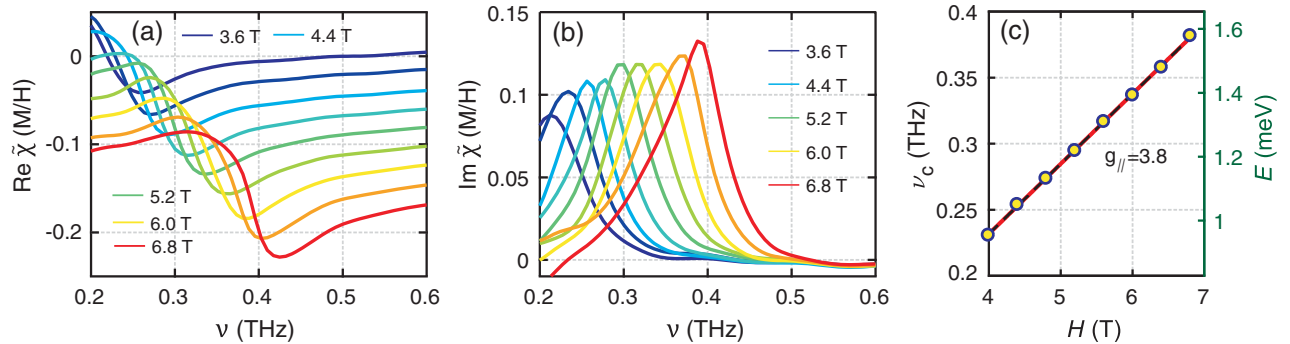 (a)
3.6 T
4.4 T
5.2 T
6.0 T
6.8 T
0
-0.1
-0.2
Re χ̃ (M/H)
0.2 0.3 0.4 0.5 0.6
ν (THz)
(b)
3.6 T
4.4 T
5.2 T
6.0 T
6.8 T
0.15
0.1
0.05
0
Im χ̃ (M/H)
0.2 0.3 0.4 0.5 0.6
ν (THz)
(c)
g//=3.8
0.4
0.35
0.3
0.25
0.2
νc (THz)
4 5 6 7
H (T)
1.6
1.4
1.2
1
E (meV)